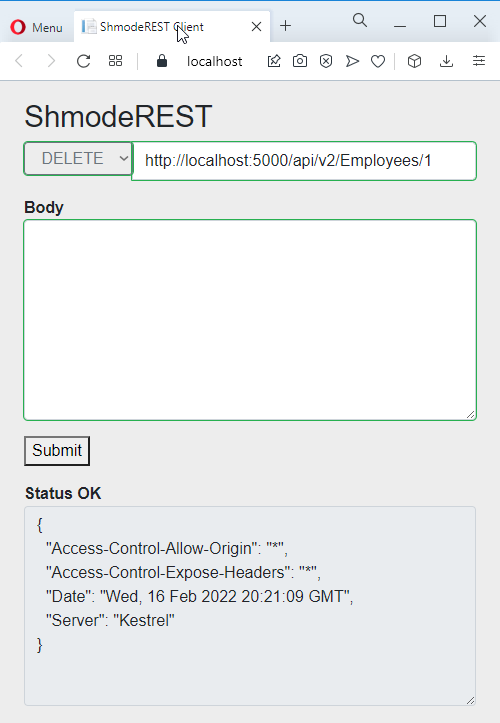 Menu
ShmodeREST Client
localhost
ShmodeREST
DELETE
http://localhost:5000/api/v2/Employees/1
Body
Submit
Status OK
{
"Access-Control-Allow-Origin": "*",
"Access-Control-Expose-Headers": "*",
"Date": "Wed, 16 Feb 2022 20:21:09 GMT",
"Server": "Kestrel"
}